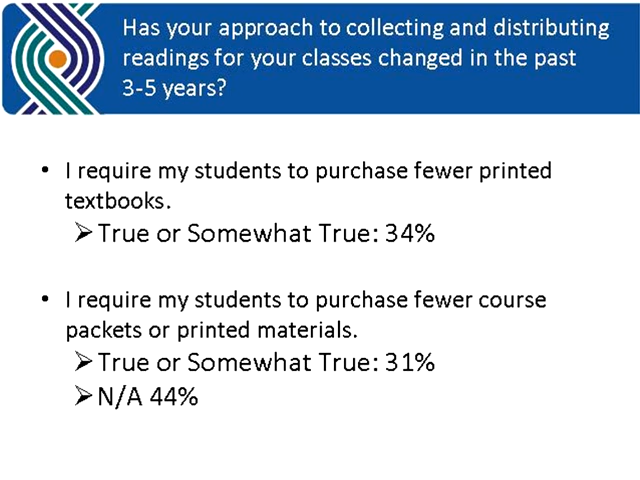 Has your approach to collecting and distributing
readings for your classes changed in the past
3-5 years?
• I require my students to purchase fewer printed
textbooks.
➢ True or Somewhat True: 34%
• I require my students to purchase fewer course
packets or printed materials.
➢ True or Somewhat True: 31%
➢ N/A 44%